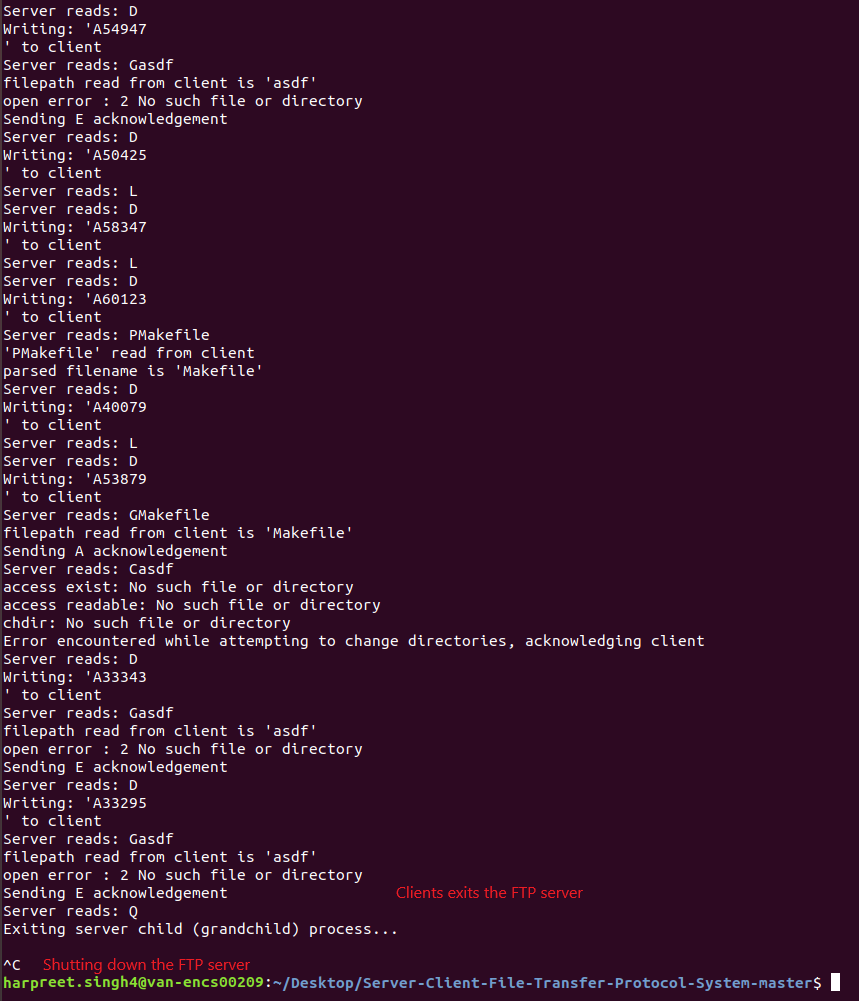 Server reads: D
Writing: 'A54947
' to client
Server reads: Gasdf
filepath read from client is 'asdf'
open error : 2 No such file or directory
Sending E acknowledgement
Server reads: D
Writing: 'A50425
' to client
Server reads: L
Server reads: D
Writing: 'A58347
' to client
Server reads: L
Server reads: D
Writing: 'A60123
' to client
Server reads: PMakefile
'PMakefile' read from client
parsed filename is 'Makefile'
Server reads: D
Writing: 'A40079
' to client
Server reads: L
Server reads: D
Writing: 'A53879
' to client
Server reads: GMakefile
filepath read from client is 'Makefile'
Sending A acknowledgement
Server reads: Casdf
access exist: No such file or directory
access readable: No such file or directory
chdir: No such file or directory
Error encountered while attempting to change directories, acknowledging client
Server reads: D
Writing: 'A33343
' to client
Server reads: Gasdf
filepath read from client is 'asdf'
open error : 2 No such file or directory
Sending E acknowledgement
Server reads: D
Writing: 'A33295
' to client
Server reads: Gasdf
filepath read from client is 'asdf'
open error : 2 No such file or directory
Sending E acknowledgement Clients exits the FTP server
Server reads: Q
Exiting server child (grandchild) process...
^C Shutting down the FTP server
harpreet.singh4@van-encs00209:~/Desktop/Server-Client-File-Transfer-Protocol-System-master$